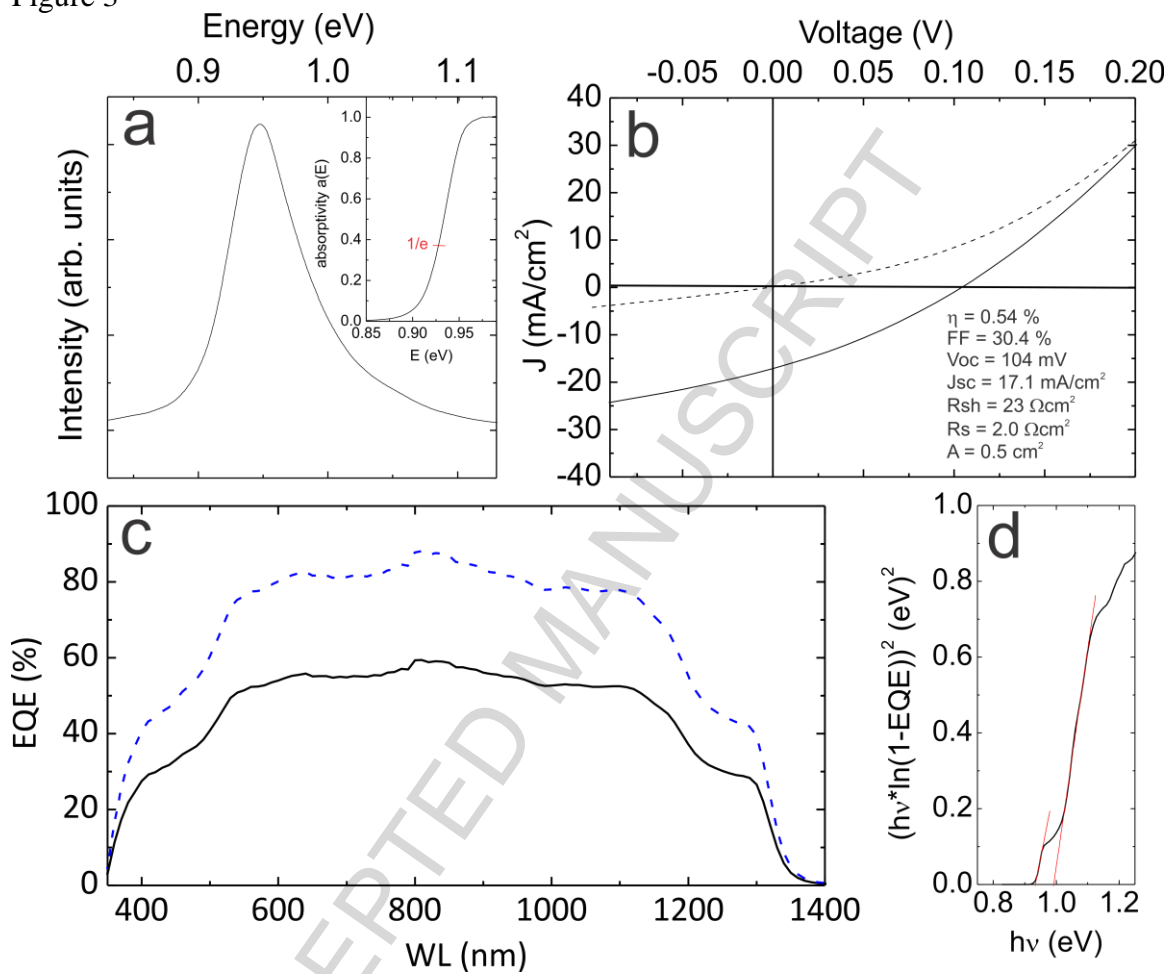 Figure 3
Energy (eV)
0.9 1.0 1.1
Intensity (arb. units)
a
absorptivity a(E)
1.0
0.8
0.6
0.4
0.2
0.0
1/e
0.85 0.90 0.95
E (eV)
Voltage (V)
-0.05 0.00 0.05 0.10 0.15 0.20
J (mA/cm²)
40
30
20
10
0
-10
-20
-30
-40
b
η = 0.54 %
FF = 30.4 %
Voc = 104 mV
Jsc = 17.1 mA/cm²
Rsh = 23 Ωcm²
Rs = 2.0 Ωcm²
A = 0.5 cm²
EQE (%)
100
80
60
40
20
0
c
400 600 800 1000 1200 1400
WL (nm)
(hν*ln(1-EQE))² (eV)²
1.0
0.8
0.6
0.4
0.2
0.0
d
0.8 1.0 1.2
hν (eV)
EPTED MANUSCRIPT